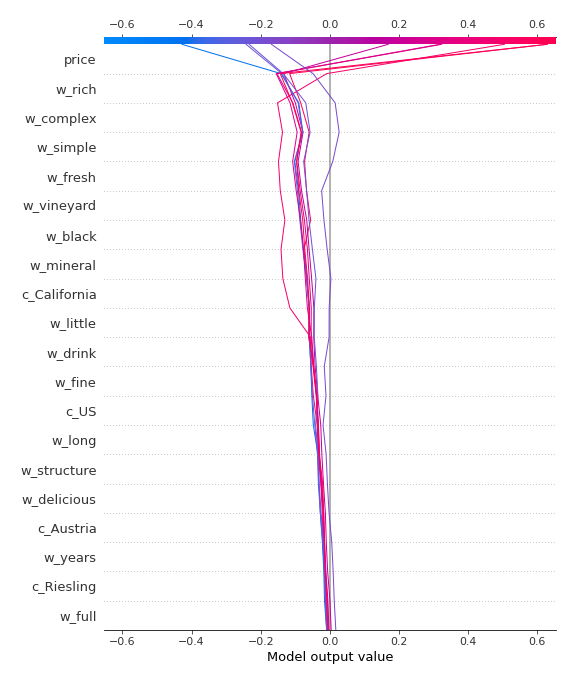 −0.6 −0.4 −0.2 0.0 0.2 0.4 0.6
price
w_rich
w_complex
w_simple
w_fresh
w_vineyard
w_black
w_mineral
c_California
w_little
w_drink
w_fine
c_US
w_long
w_structure
w_delicious
c_Austria
w_years
c_Riesling
w_full
−0.6 −0.4 −0.2 0.0 0.2 0.4 0.6
Model output value